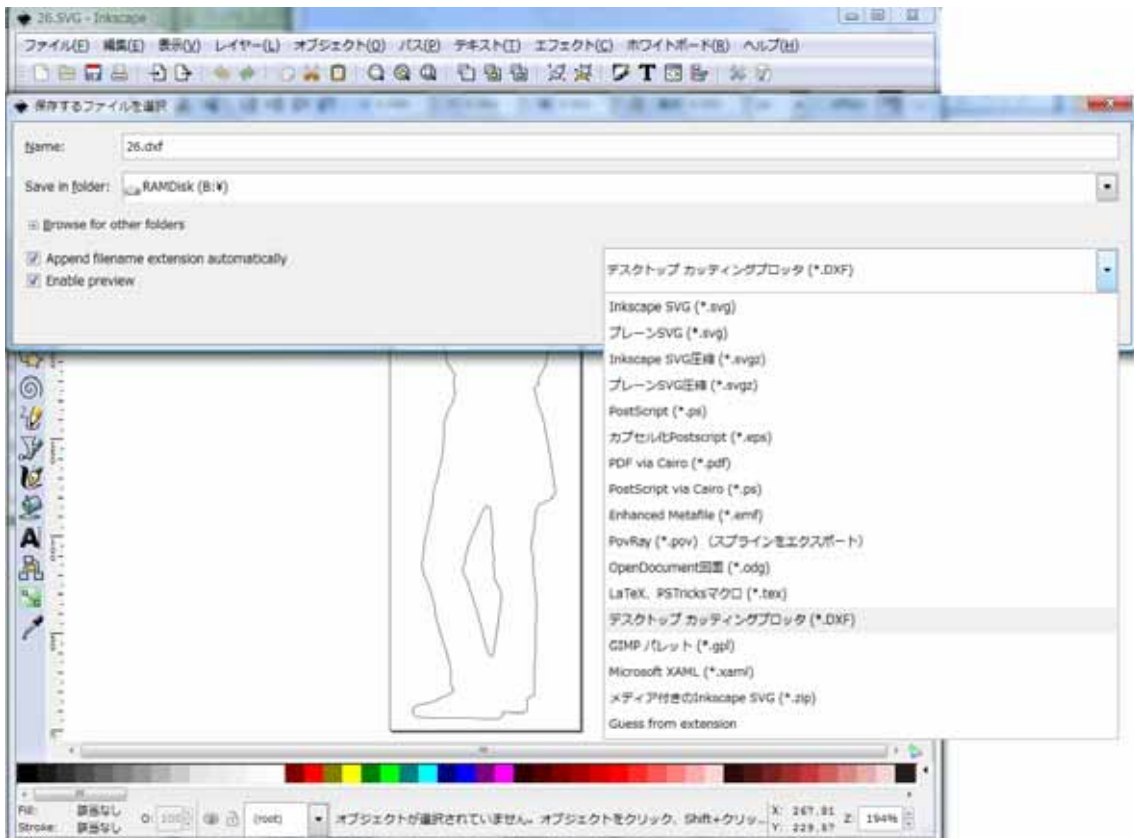 26.SVG - Inkscape
ファイル(F) 編集(E) 表示(V) レイヤー(L) オブジェクト(O) パス(P) テキスト(T) エフェクト(C) ホワイトボード(R) ヘルプ(H)
保存するファイルを選択
Name: 26.dxf
Save in folder: RAMDisk (B:¥)
Browse for other folders
Append filename extension automatically
Enable preview
デスクトップ カッティングプロッタ (*.DXF)
Inkscape SVG (*.svg)
プレーンSVG (*.svg)
Inkscape SVG圧縮 (*.svgz)
プレーンSVG圧縮 (*.svgz)
PostScript (*.ps)
カプセル化Postscript (*.eps)
PDF via Cairo (*.pdf)
PostScript via Cairo (*.ps)
Enhanced Metafile (*.emf)
PovRay (*.pov) (スプラインをエクスポート)
OpenDocument図面 (*.odg)
LaTeX、PSTricksマクロ (*.tex)
デスクトップ カッティングプロッタ (*.DXF)
GIMP パレット (*.gpl)
Microsoft XAML (*.xaml)
メディア付きのInkscape SVG (*.zip)
Guess from extension
Fill: 該当なし
Stroke: 該当なし
O: 100
(root)
オブジェクトが選択されていません。オブジェクトをクリック、Shift+クリッ...
X: 267.81
Y: 229.87
Z: 194%